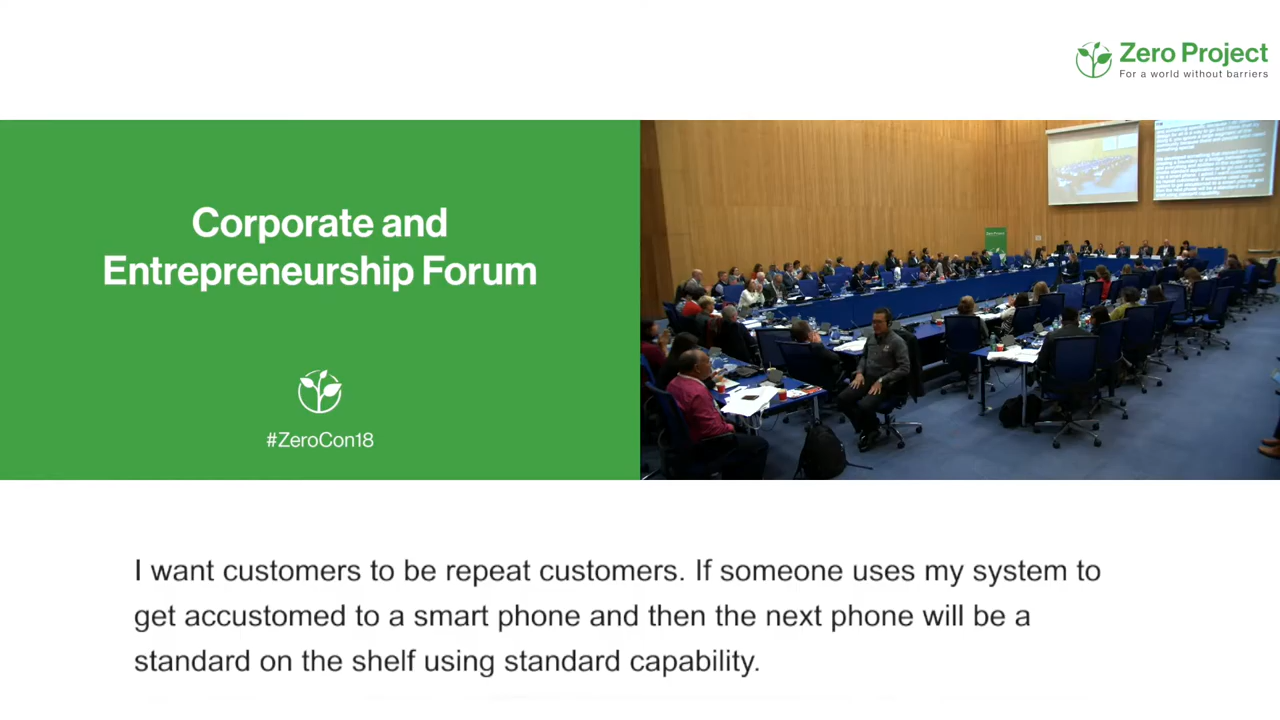 Zero Project
For a world without barriers
Corporate and
Entrepreneurship Forum
#ZeroCon18
I want customers to be repeat customers. If someone uses my system to
get accustomed to a smart phone and then the next phone will be a
standard on the shelf using standard capability.